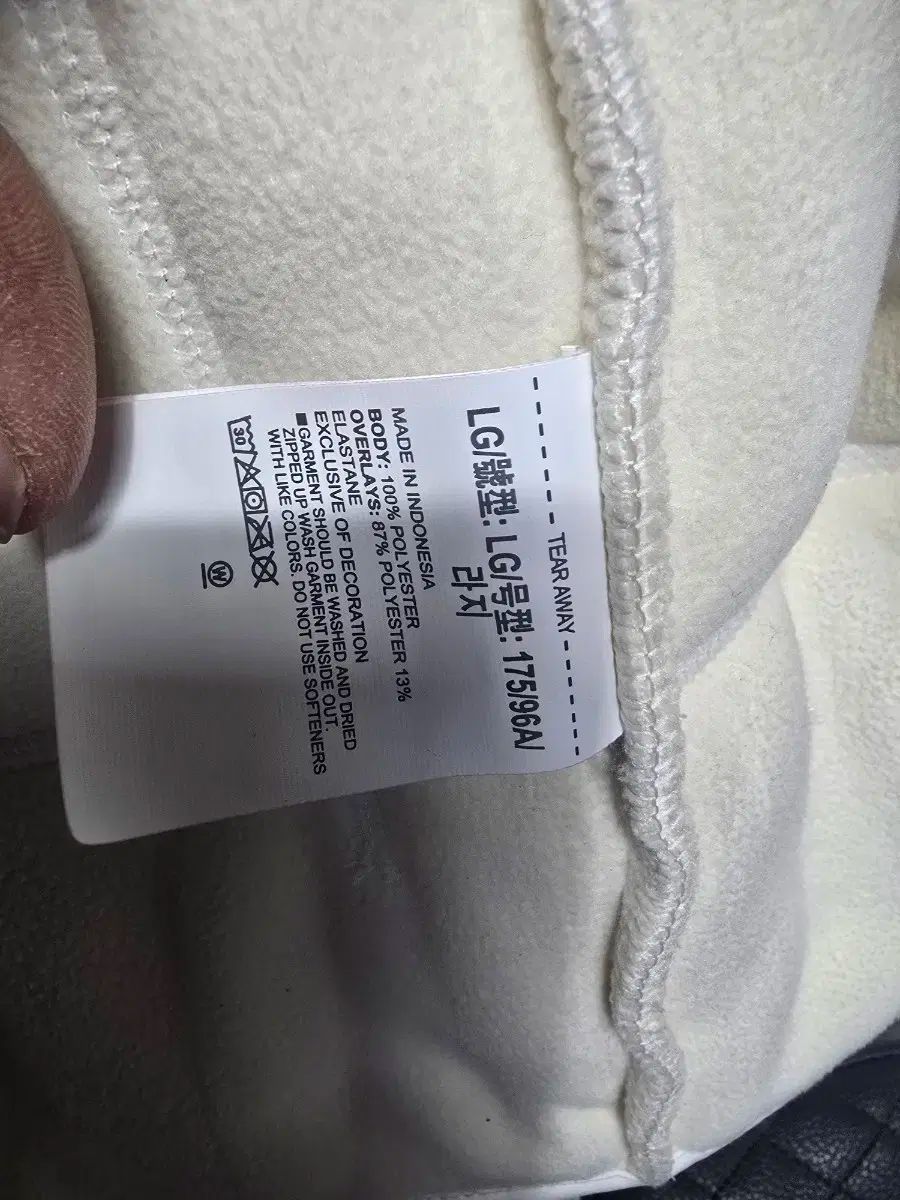 - - - - - - TEAR AWAY - - - - - -
LG/號型: LG/号型: 175/96A/
라지
MADE IN INDONESIA
BODY: 100% POLYESTER
OVERLAYS: 87% POLYESTER 13%
ELASTANE
EXCLUSIVE OF DECORATION
■GARMENT SHOULD BE WASHED AND DRIED
ZIPPED UP WASH GARMENT INSIDE OUT.
WITH LIKE COLORS. DO NOT USE SOFTENERS
30
W